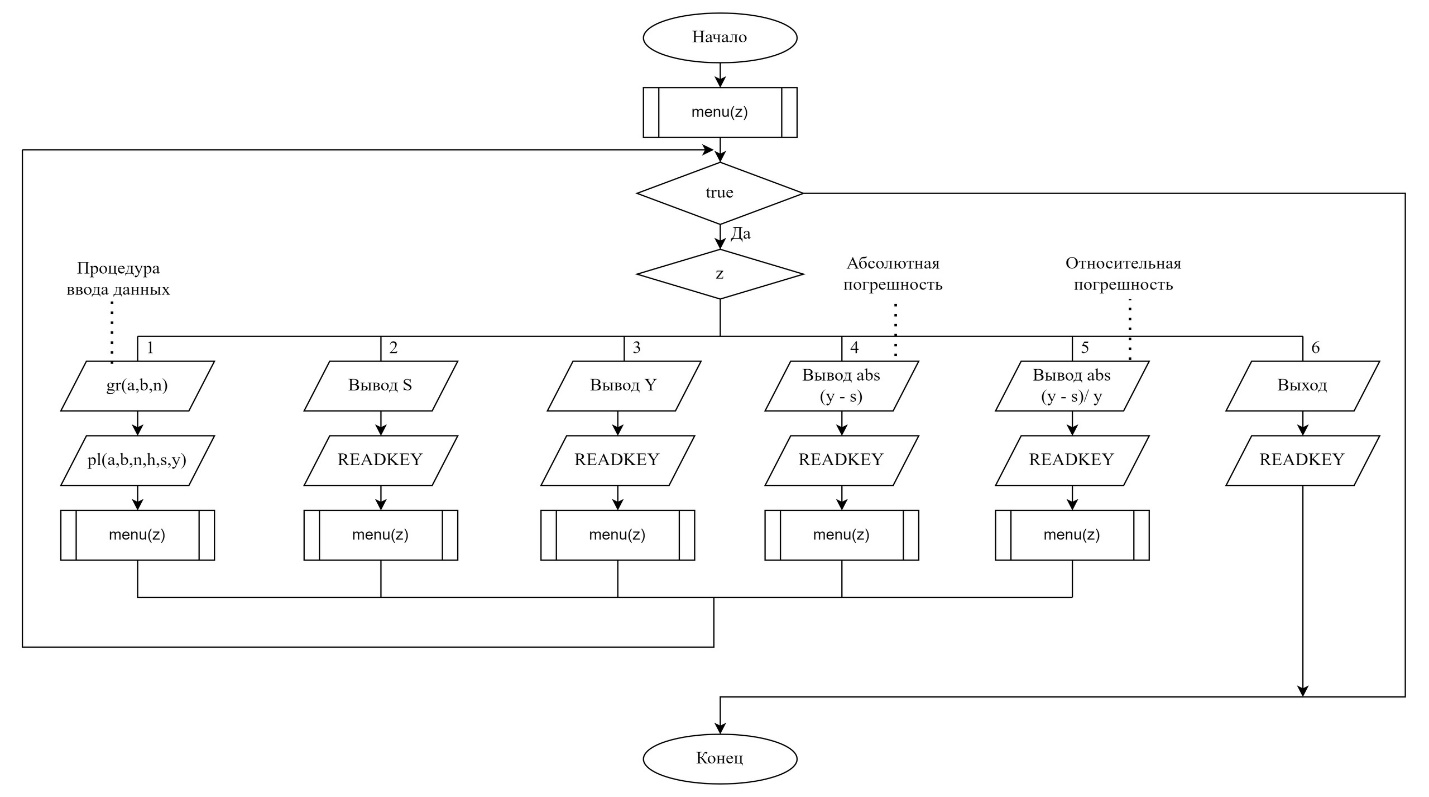 Начало
menu(z)
true
Да
z
Процедура
ввода данных
Абсолютная
погрешность
Относительная
погрешность
1
2
3
4
5
6
gr(a,b,n)
Вывод S
Вывод Y
Вывод abs
(y - s)
Вывод abs
(y - s)/ y
Выход
pl(a,b,n,h,s,y)
READKEY
READKEY
READKEY
READKEY
READKEY
menu(z)
menu(z)
menu(z)
menu(z)
menu(z)
Конец